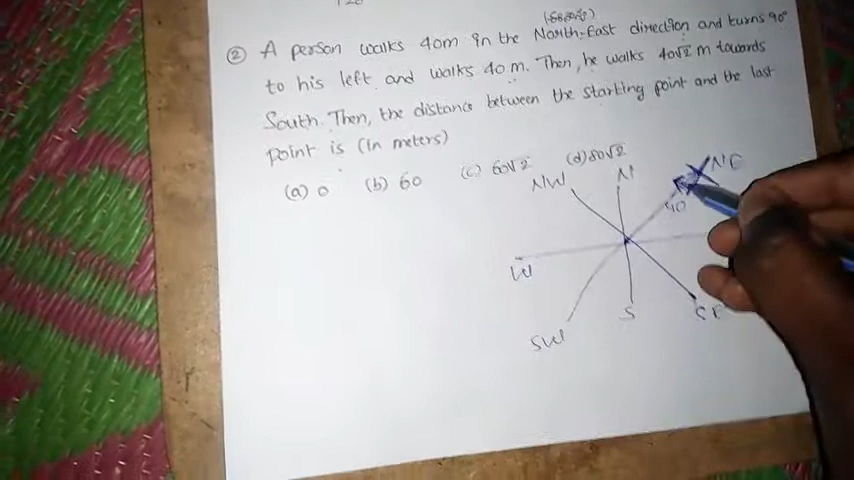 ② A person walks 40m in the North-East direction and turns 90°
to his left and walks 40 m. Then, he walks 40√2 m towards
South. Then, the distance between the starting point and the last
point is (in meters)
(a) 0 (b) 60 (c) 60√2 (d) 80√2
NW N NE
40
W
SW S